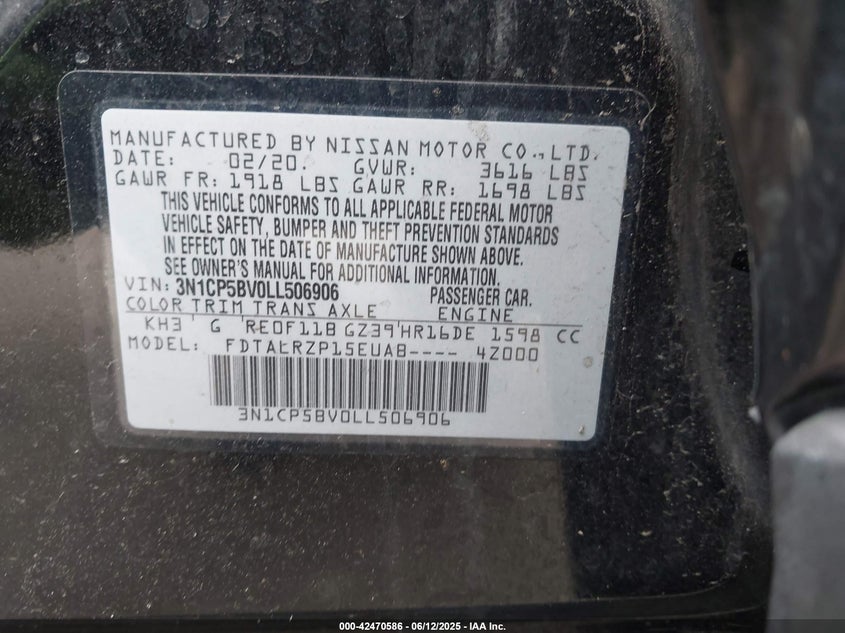 MANUFACTURED BY NISSAN MOTOR CO.,LTD.
DATE: 02/20. GVWR: 3616 LBS
GAWR FR: 1918 LBS GAWR RR: 1698 LBS
THIS VEHICLE CONFORMS TO ALL APPLICABLE FEDERAL MOTOR
VEHICLE SAFETY, BUMPER AND THEFT PREVENTION STANDARDS
IN EFFECT ON THE DATE OF MANUFACTURE SHOWN ABOVE.
SEE OWNER'S MANUAL FOR ADDITIONAL INFORMATION.
VIN: 3N1CP5BV0LL506906 PASSENGER CAR.
COLOR TRIM TRANS AXLE ENGINE
KH3 G RE0F11B GZ39 HR16DE 1598 CC
MODEL: FDTALRZP15EUAB---- 4Z000
3N1CP5BV0LL506906
000-42470586 - 06/12/2025 - IAA Inc.